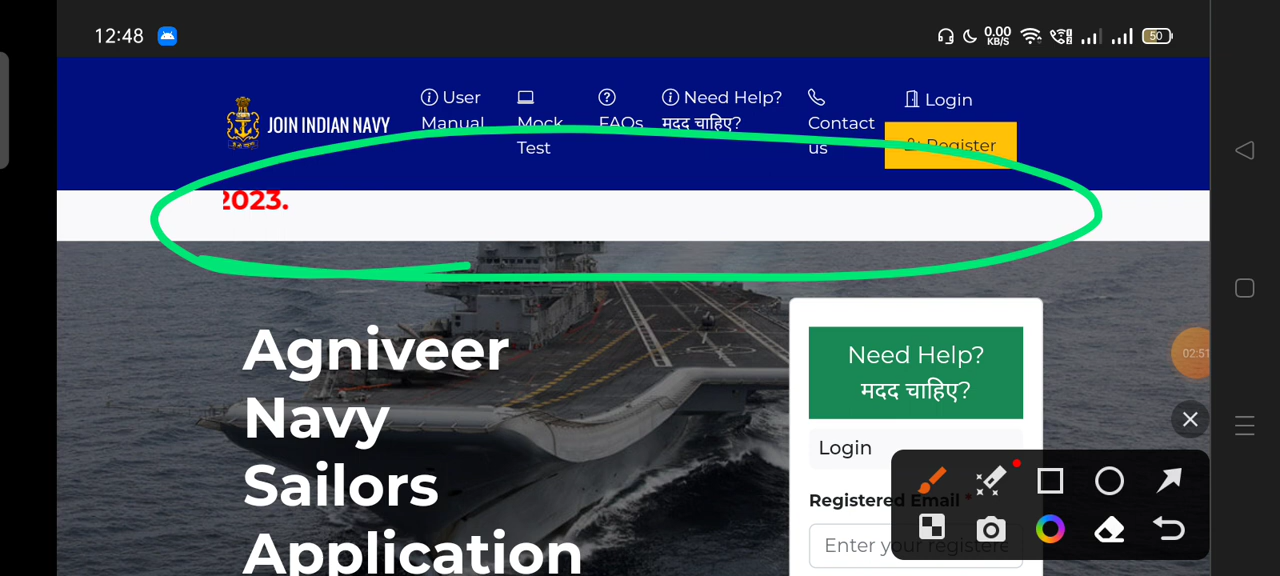 12:48
0.00
KB/S
50
JOIN INDIAN NAVY
User
Manual
Mock
Test
FAQs
Need Help?
मदद चाहिए?
Contact
us
Login
Register
2023.
Agniveer
Navy
Sailors
Application
Need Help?
मदद चाहिए?
Login
Registered Email *
Enter your registere
02:51